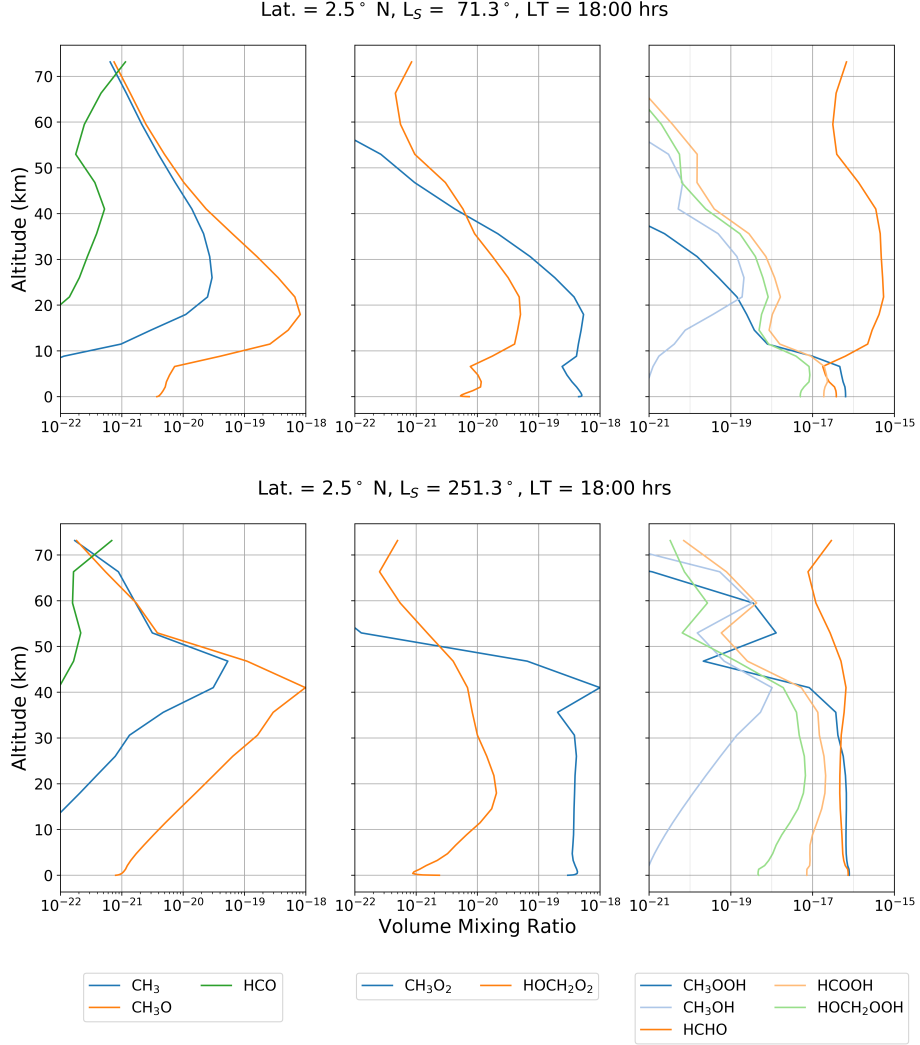 Lat. = 2.5° N, L_S = 71.3°, LT = 18:00 hrs
Altitude (km)
70
60
50
40
30
20
10
0
10^-22 10^-21 10^-20 10^-19 10^-18
10^-22 10^-21 10^-20 10^-19 10^-18
10^-21 10^-19 10^-17 10^-15
Lat. = 2.5° N, L_S = 251.3°, LT = 18:00 hrs
Altitude (km)
70
60
50
40
30
20
10
0
10^-22 10^-21 10^-20 10^-19 10^-18
10^-22 10^-21 10^-20 10^-19 10^-18
10^-21 10^-19 10^-17 10^-15
Volume Mixing Ratio
CH₃ HCO
CH₃O
CH₃O₂ HOCH₂O₂
CH₃OOH HCOOH
CH₃OH HOCH₂OOH
HCHO